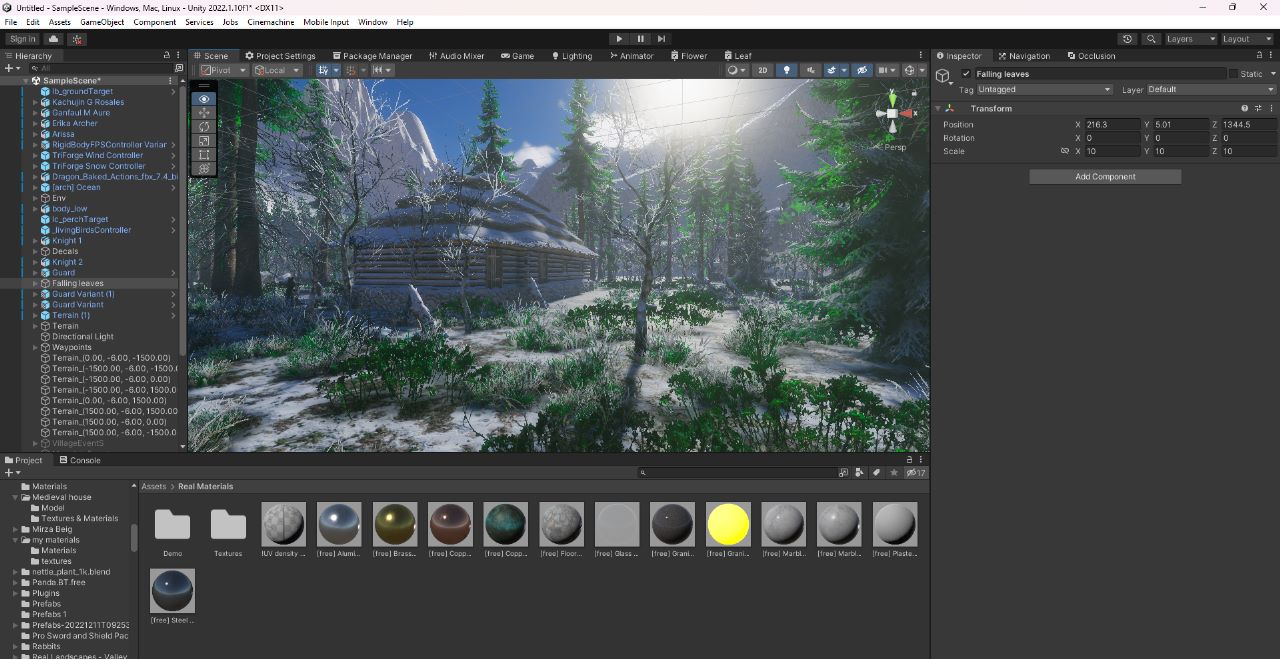 Untitled - SampleScene - Windows, Mac, Linux - Unity 2022.1.10f1* <DX11>
File Edit Assets GameObject Component Services Jobs Cinemachine Mobile Input Window Help
Sign in
Layers Layout
Hierarchy
All
SampleScene*
lb_groundTarget
Kachujin G Rosales
Ganfaul M Aure
Erika Archer
Arissa
RigidBodyFPSController Varian
TriForge Wind Controller
TriForge Snow Controller
Dragon_Baked_Actions_fbx_7.4_bi
[arch] Ocean
Env
body_low
lc_perchTarget
_livingBirdsController
Knight 1
Decals
Knight 2
Guard
Falling leaves
Guard Variant (1)
Guard Variant
Terrain (1)
Terrain
Directional Light
Waypoints
Terrain_(0.00, -6.00, -1500.00)
Terrain_(-1500.00, -6.00, -1500.
Terrain_(-1500.00, -6.00, 0.00)
Terrain_(-1500.00, -6.00, 1500.0
Terrain_(0.00, -6.00, 1500.00)
Terrain_(1500.00, -6.00, 1500.00
Terrain_(1500.00, -6.00, 0.00)
Terrain_(1500.00, -6.00, -1500.0
VillageEventS
Scene Project Settings Package Manager Audio Mixer Game Lighting Animator Flower Leaf
Pivot Local 2D
y
x
Persp
Inspector Navigation Occlusion
Falling leaves Static
Tag Untagged Layer Default
Transform
Position X 216.3 Y 5.01 Z 1344.5
Rotation X 0 Y 0 Z 0
Scale X 10 Y 10 Z 10
Add Component
Project Console
17
Materials
Medieval house
Model
Textures & Materials
Mirza Beig
my materials
Materials
textures
nettle_plant_1k.blend
Panda.BT.free
Plugins
Prefabs
Prefabs 1
Prefabs-20221211T09253
Pro Sword and Shield Pac
Rabbits
Real Landscapes - Valley
Assets > Real Materials
Demo Textures !UV density ... [free] Alumi... [free] Brass... [free] Copp... [free] Copp... [free] Floor... [free] Glass ... [free] Grani... [free] Grani... [free] Marbl... [free] Marbl... [free] Plaste...
[free] Steel ...